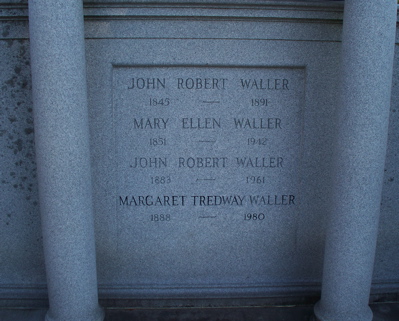 JOHN ROBERT WALLER
1845 — 1891
MARY ELLEN WALLER
1851 — 1942
JOHN ROBERT WALLER
1883 — 1961
MARGARET TREDWAY WALLER
1888 — 1980